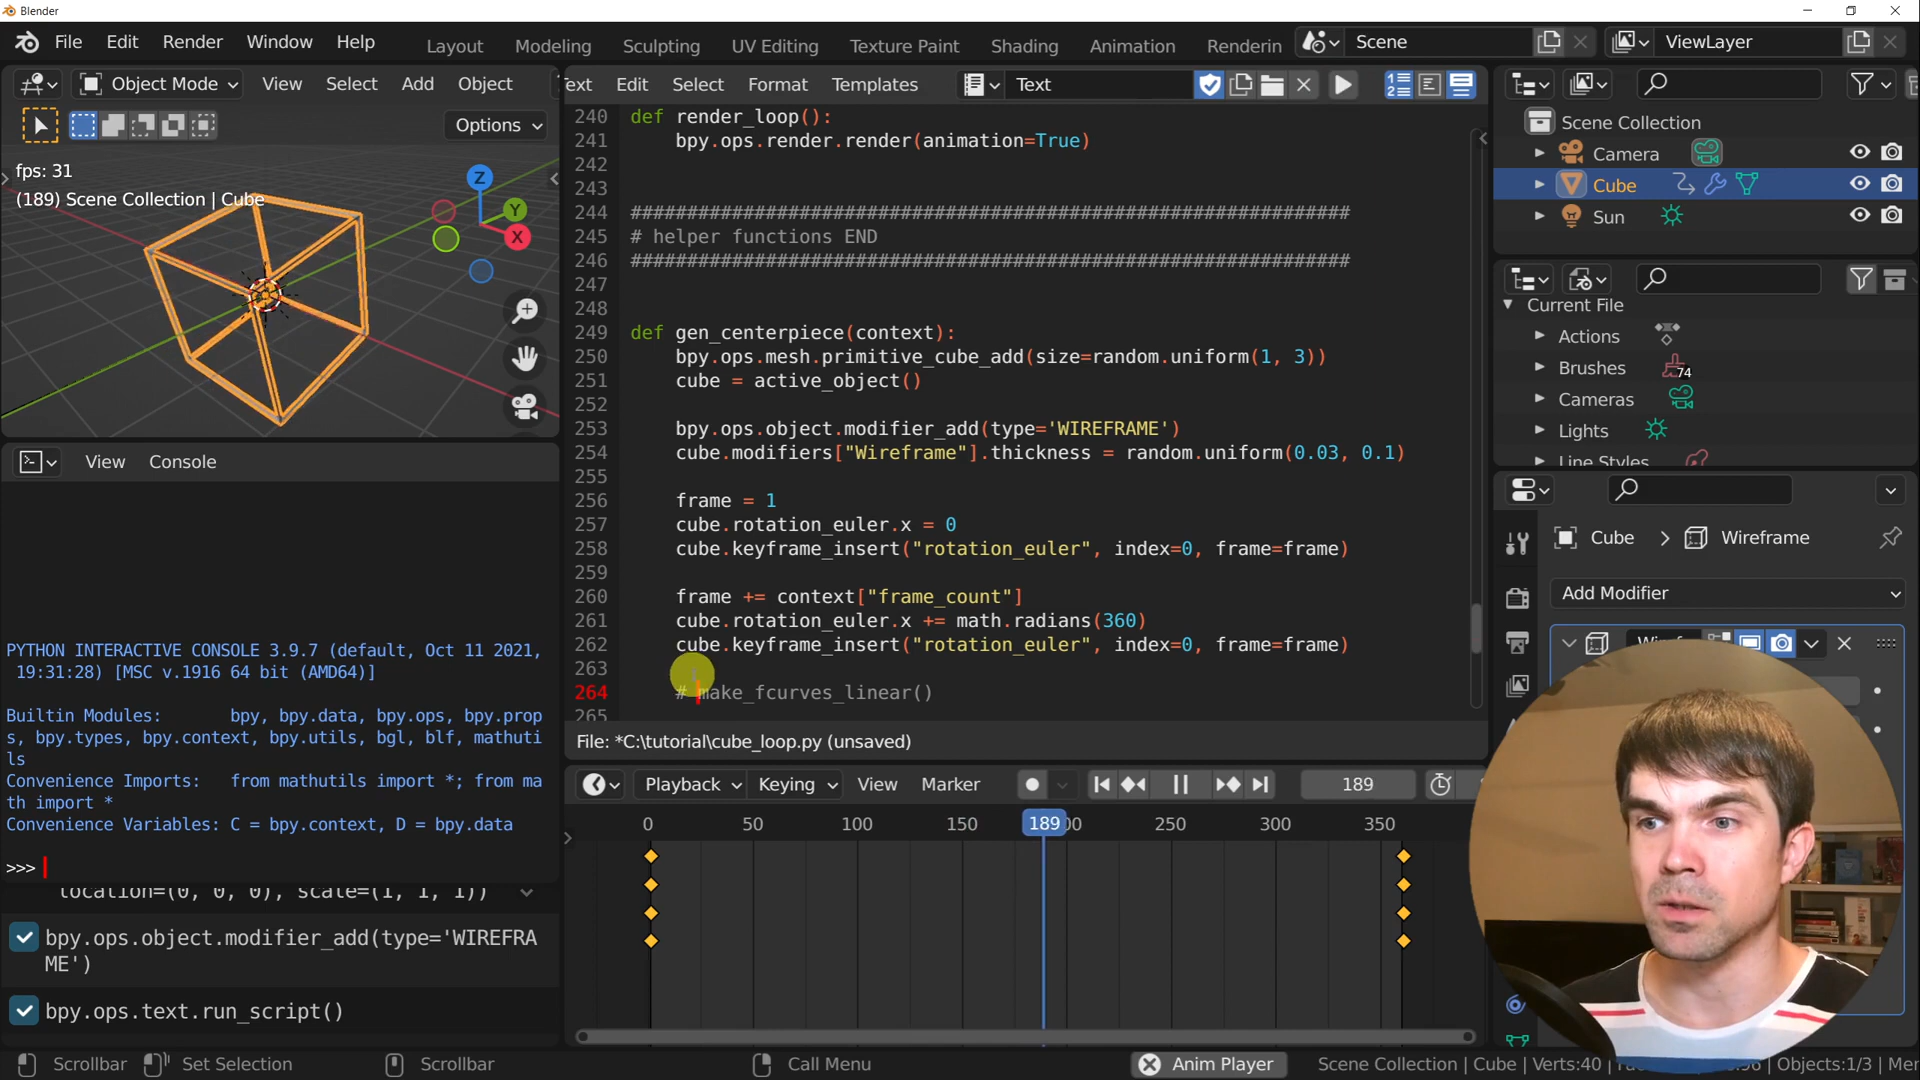 Blender
File Edit Render Window Help Layout Modeling Sculpting UV Editing Texture Paint Shading Animation Renderin Scene ViewLayer
Object Mode View Select Add Object
Options
fps: 31
(189) Scene Collection | Cube
Z
Y
X
Text Edit Select Format Templates Text
240 def render_loop():
241 bpy.ops.render.render(animation=True)
242
243
244 ################################################################
245 # helper functions END
246 ################################################################
247
248
249 def gen_centerpiece(context):
250 bpy.ops.mesh.primitive_cube_add(size=random.uniform(1, 3))
251 cube = active_object()
252
253 bpy.ops.object.modifier_add(type='WIREFRAME')
254 cube.modifiers["Wireframe"].thickness = random.uniform(0.03, 0.1)
255
256 frame = 1
257 cube.rotation_euler.x = 0
258 cube.keyframe_insert("rotation_euler", index=0, frame=frame)
259
260 frame += context["frame_count"]
261 cube.rotation_euler.x += math.radians(360)
262 cube.keyframe_insert("rotation_euler", index=0, frame=frame)
263
264 # make_fcurves_linear()
265
File: *C:\tutorial\cube_loop.py (unsaved)
View Console
PYTHON INTERACTIVE CONSOLE 3.9.7 (default, Oct 11 2021,
19:31:28) [MSC v.1916 64 bit (AMD64)]
Builtin Modules: bpy, bpy.data, bpy.ops, bpy.prop
s, bpy.types, bpy.context, bpy.utils, bgl, blf, mathuti
ls
Convenience Imports: from mathutils import *; from ma
th import *
Convenience Variables: C = bpy.context, D = bpy.data
>>>
location=(0, 0, 0), scale=(1, 1, 1))
bpy.ops.object.modifier_add(type='WIREFRA
ME')
bpy.ops.text.run_script()
Playback Keying View Marker 189
0 50 100 150 189 250 300 350
Scene Collection
Camera
Cube
Sun
Current File
Actions
Brushes 74
Cameras
Lights
Line Styles
Cube > Wireframe
Add Modifier
Scrollbar Set Selection Scrollbar Call Menu Anim Player Scene Collection | Cube | Verts:40 Objects:1/3